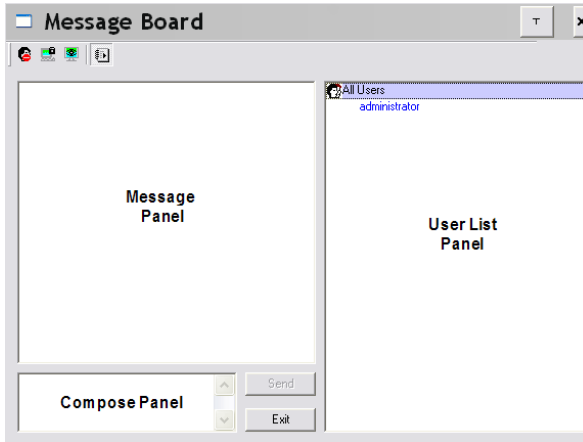 Message Board
T
All Users
administrator
Message
Panel
User List
Panel
Compose Panel
Send
Exit